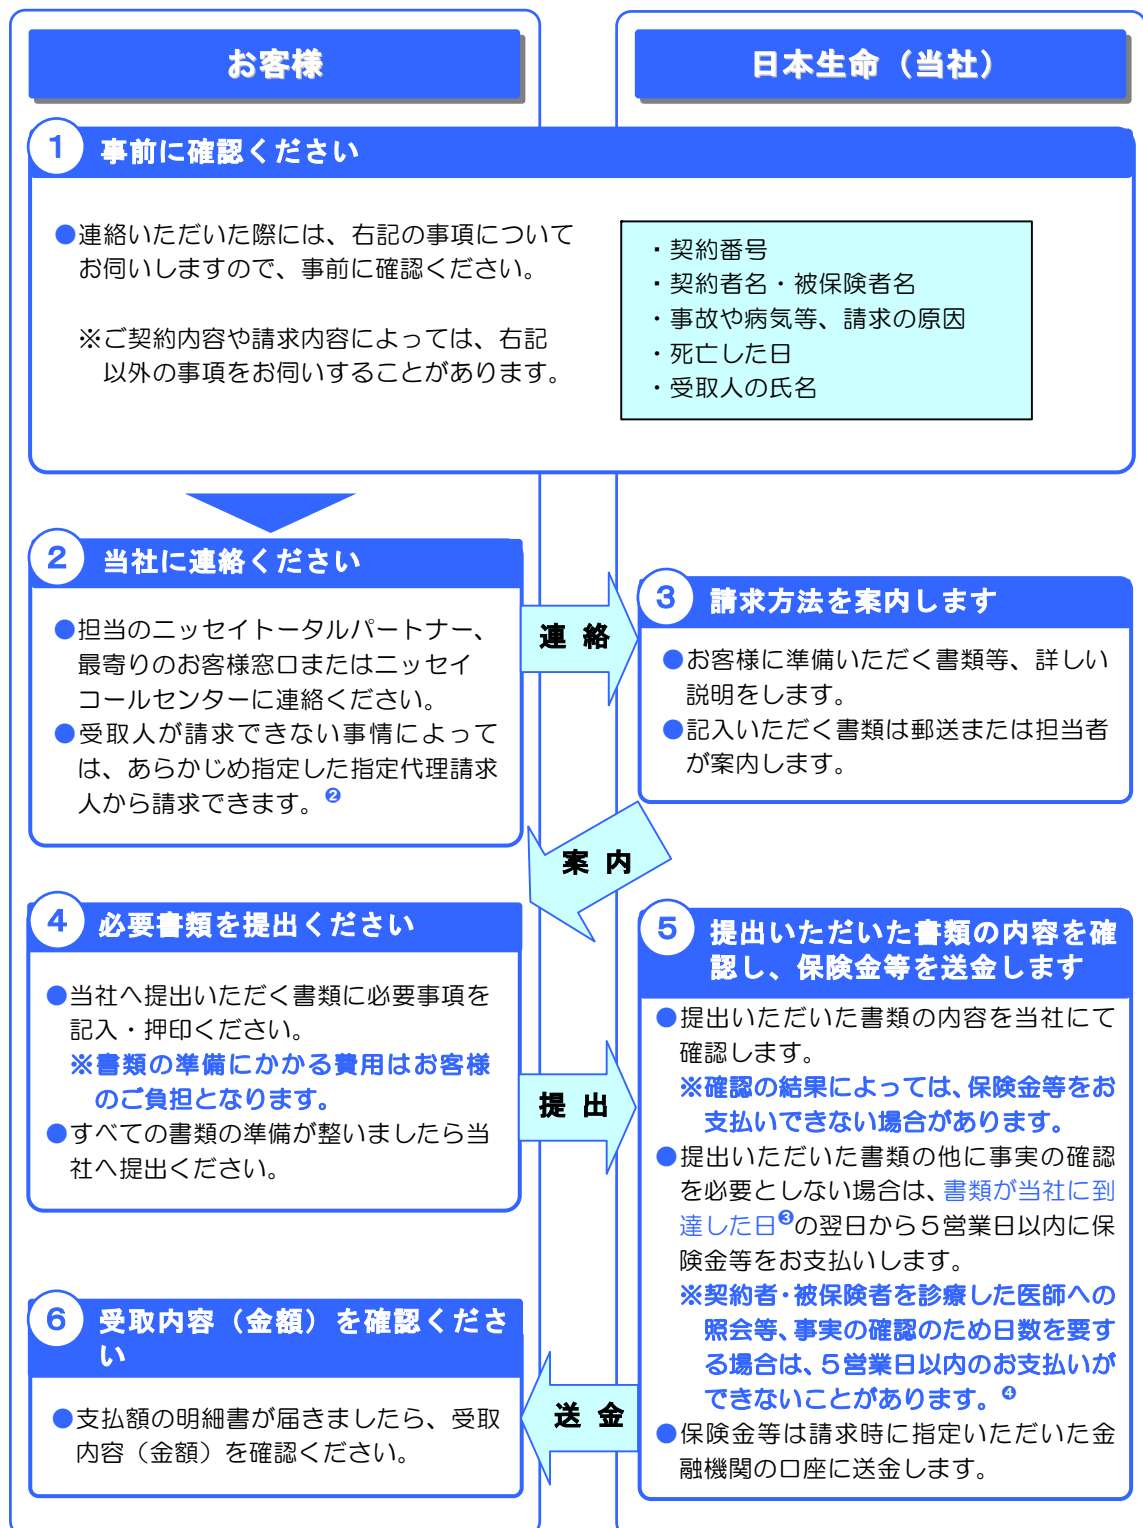 お客様
日本生命（当社）
1 事前に確認ください
●連絡いただいた際には、右記の事項について
お伺いしますので、事前に確認ください。
※ご契約内容や請求内容によっては、右記
以外の事項をお伺いすることがあります。
・契約番号
・契約者名・被保険者名
・事故や病気等、請求の原因
・死亡した日
・受取人の氏名
2 当社に連絡ください
●担当のニッセイトータルパートナー、
最寄りのお客様窓口またはニッセイ
コールセンターに連絡ください。
●受取人が請求できない事情によって
は、あらかじめ指定した指定代理請求
人から請求できます。❷
連 絡
3 請求方法を案内します
●お客様に準備いただく書類等、詳しい
説明をします。
●記入いただく書類は郵送または担当者
が案内します。
案 内
4 必要書類を提出ください
●当社へ提出いただく書類に必要事項を
記入・押印ください。
※書類の準備にかかる費用はお客様
のご負担となります。
●すべての書類の準備が整いましたら当
社へ提出ください。
提 出
5 提出いただいた書類の内容を確
認し、保険金等を送金します
●提出いただいた書類の内容を当社にて
確認します。
※確認の結果によっては、保険金等をお
支払いできない場合があります。
●提出いただいた書類の他に事実の確認
を必要としない場合は、書類が当社に到
達した日❸の翌日から５営業日以内に保
険金等をお支払いします。
※契約者・被保険者を診療した医師への
照会等、事実の確認のため日数を要す
る場合は、５営業日以内のお支払いが
できないことがあります。❹
●保険金等は請求時に指定いただいた金
融機関の口座に送金します。
送 金
6 受取内容（金額）を確認くださ
い
●支払額の明細書が届きましたら、受取
内容（金額）を確認ください。